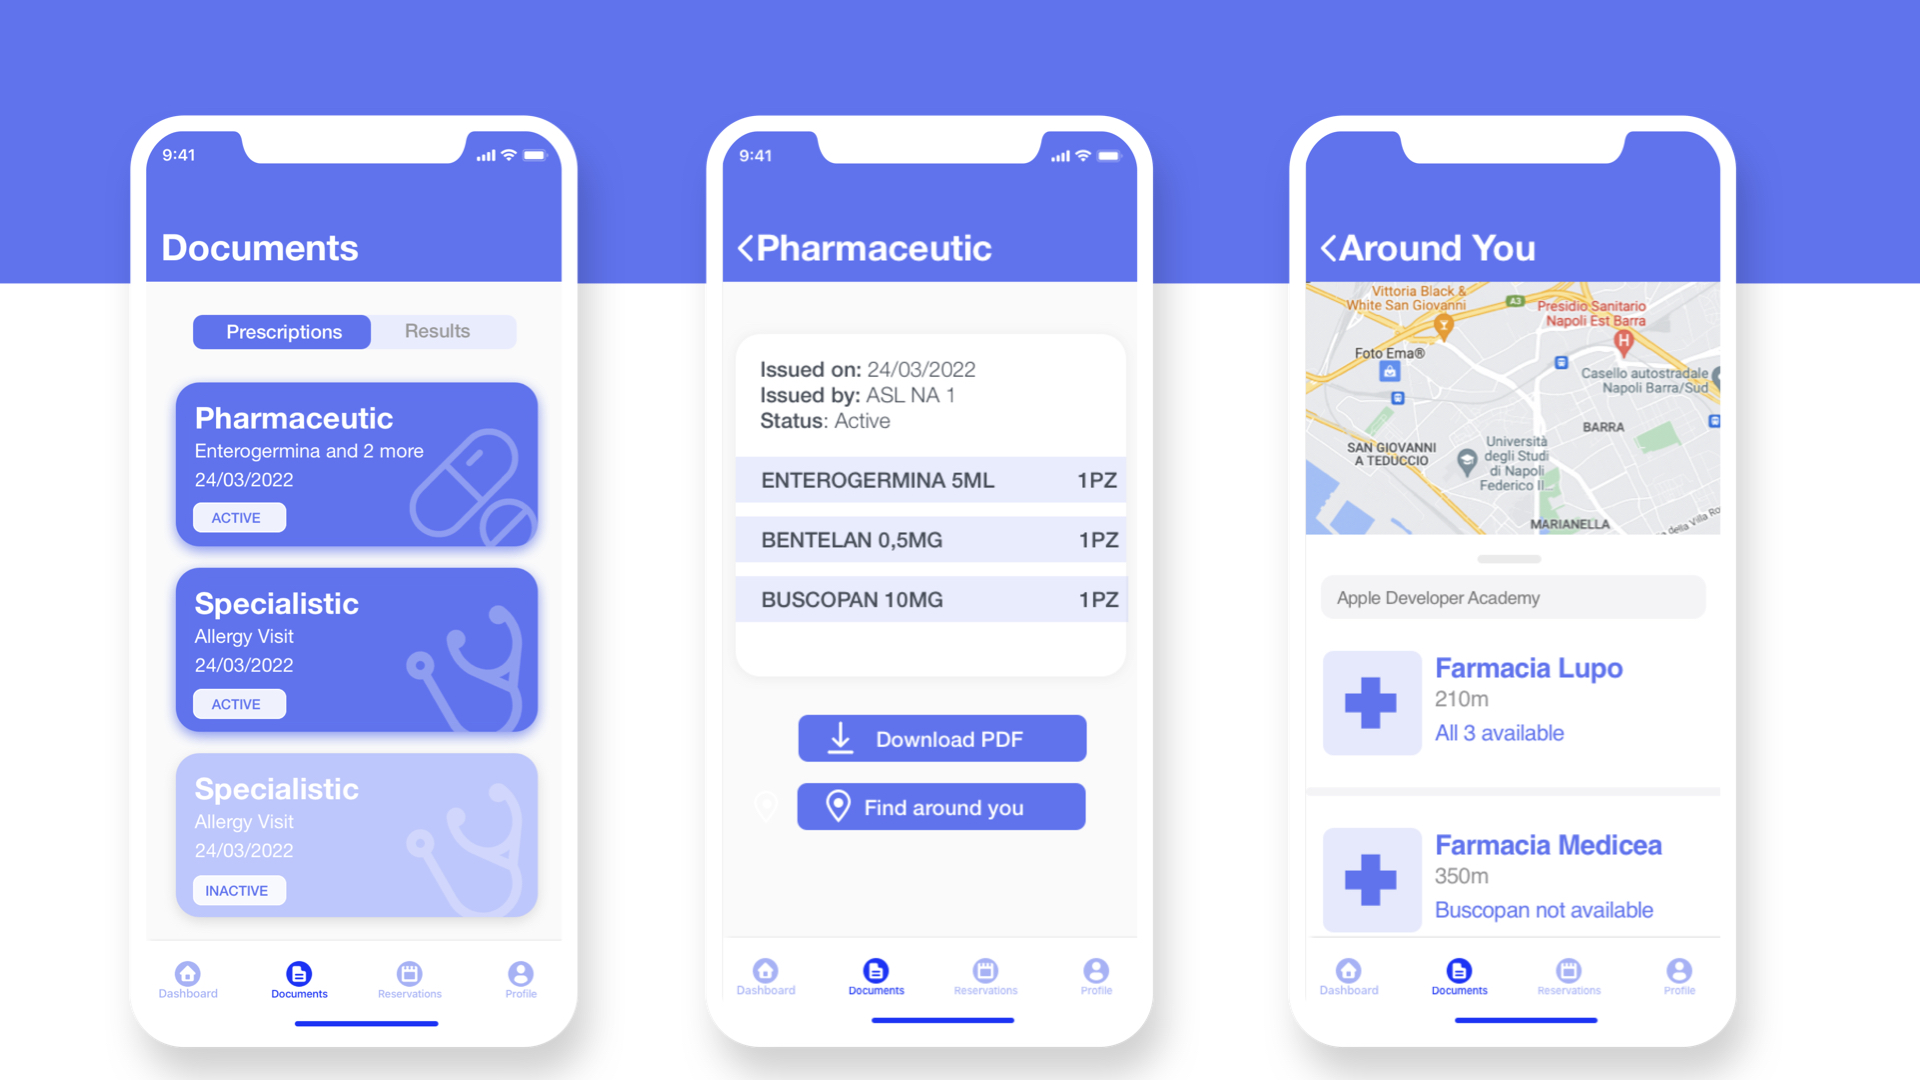 9:41
Documents
Prescriptions
Results
Pharmaceutic
Enterogermina and 2 more
24/03/2022
ACTIVE
Specialistic
Allergy Visit
24/03/2022
ACTIVE
Specialistic
Allergy Visit
24/03/2022
INACTIVE
Dashboard
Documents
Reservations
Profile
9:41
Pharmaceutic
Issued on: 24/03/2022
Issued by: ASL NA 1
Status: Active
ENTEROGERMINA 5ML 1PZ
BENTELAN 0,5MG 1PZ
BUSCOPAN 10MG 1PZ
Download PDF
Find around you
Dashboard
Documents
Reservations
Profile
Around You
Vittoria Black &
White San Giovanni
A3
Presidio Sanitario
Napoli Est Barra
H
Foto Ema®
Casello autostradale
Napoli Barra/Sud
BARRA
SAN GIOVANNI
A TEDUCCIO
Università
degli Studi
di Napoli
Federico II...
MARIANELLA
della Villa Ro
Apple Developer Academy
Farmacia Lupo
210m
All 3 available
Farmacia Medicea
350m
Buscopan not available
Dashboard
Documents
Reservations
Profile